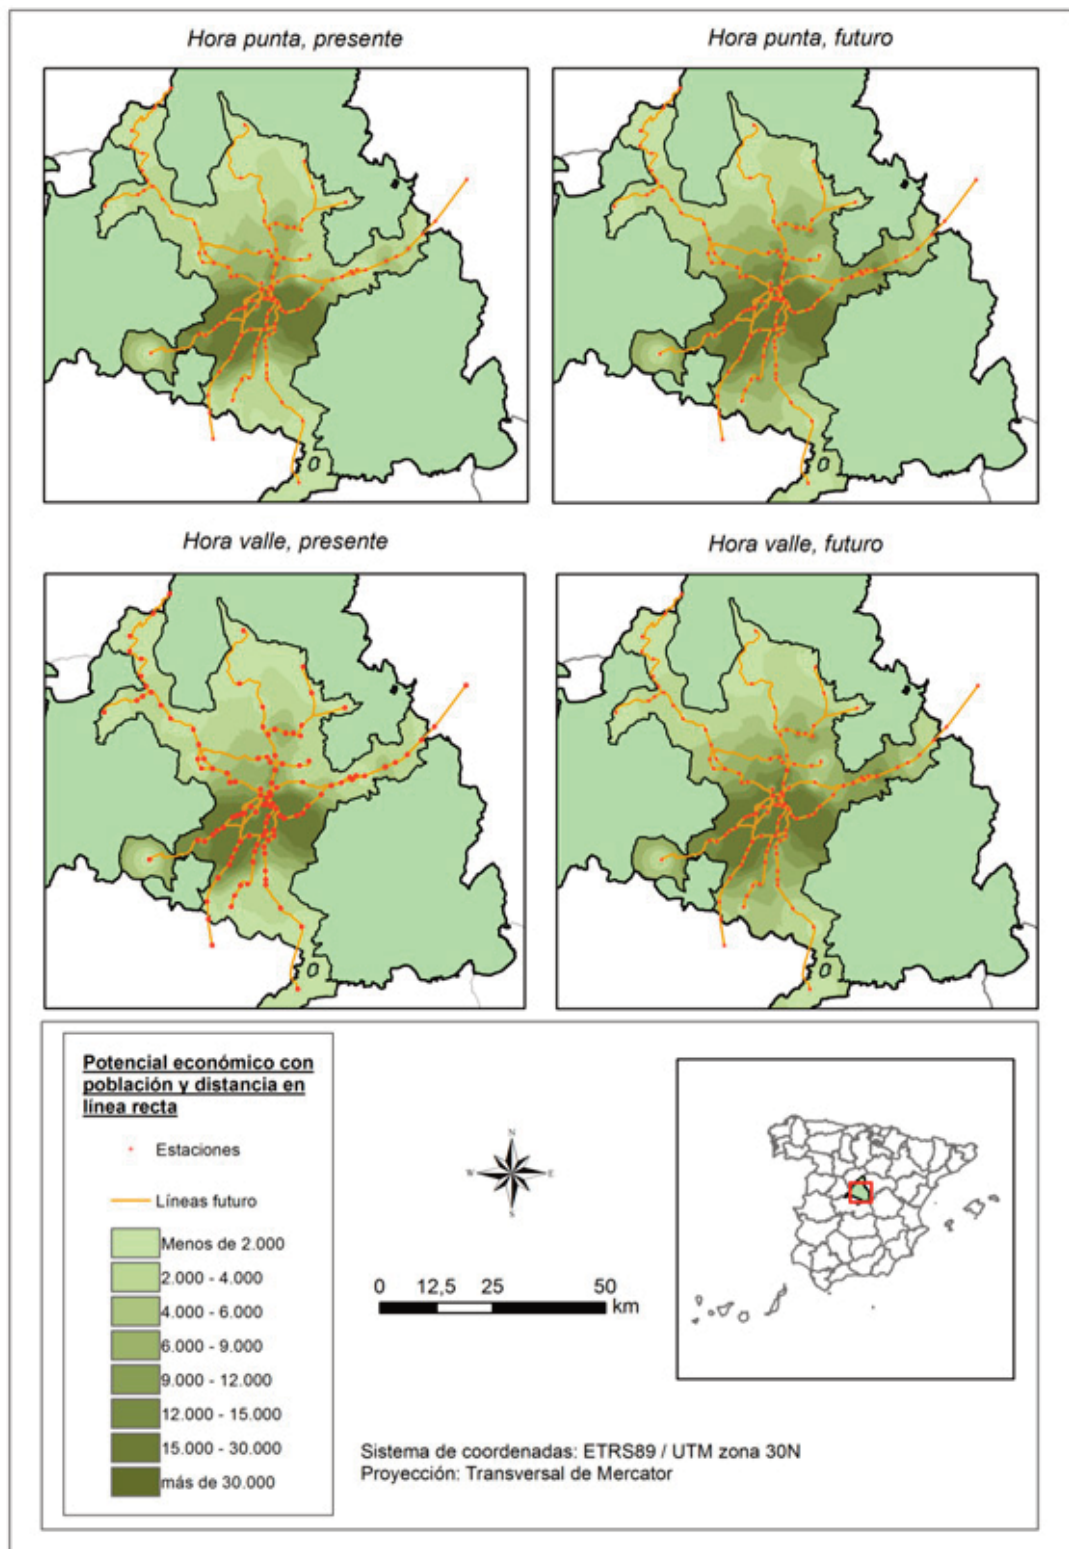 Hora punta, presente
Hora punta, futuro
Hora valle, presente
Hora valle, futuro
Potencial económico con
población y distancia en
línea recta
Estaciones
Líneas futuro
Menos de 2.000
2.000 - 4.000
4.000 - 6.000
6.000 - 9.000
9.000 - 12.000
12.000 - 15.000
15.000 - 30.000
más de 30.000
N
W
E
S
0 12,5 25 50
km
Sistema de coordenadas: ETRS89 / UTM zona 30N
Proyección: Transversal de Mercator